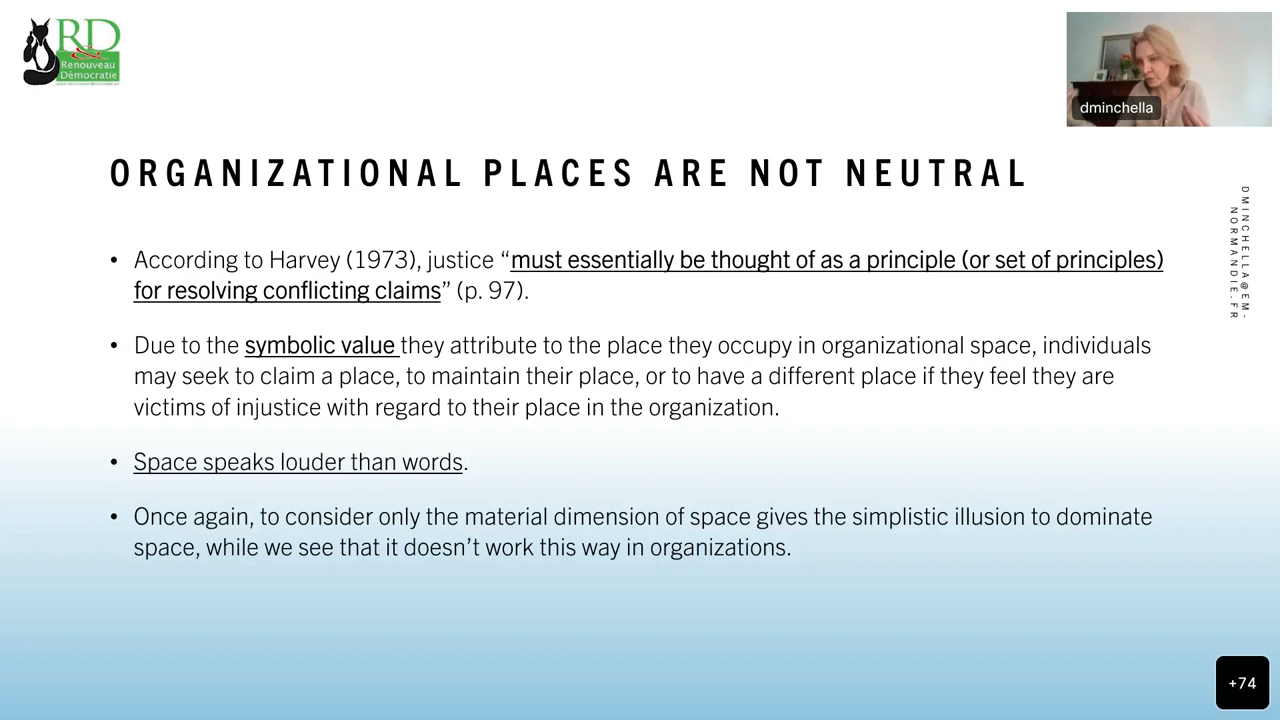 RD
Renouveau
Démocratie
dminchella
ORGANIZATIONAL PLACES ARE NOT NEUTRAL
DMINCHELLA@EM-
NORMANDIE.FR
• According to Harvey (1973), justice “must essentially be thought of as a principle (or set of principles)
for resolving conflicting claims” (p. 97).
• Due to the symbolic value they attribute to the place they occupy in organizational space, individuals
may seek to claim a place, to maintain their place, or to have a different place if they feel they are
victims of injustice with regard to their place in the organization.
• Space speaks louder than words.
• Once again, to consider only the material dimension of space gives the simplistic illusion to dominate
space, while we see that it doesn’t work this way in organizations.
+74